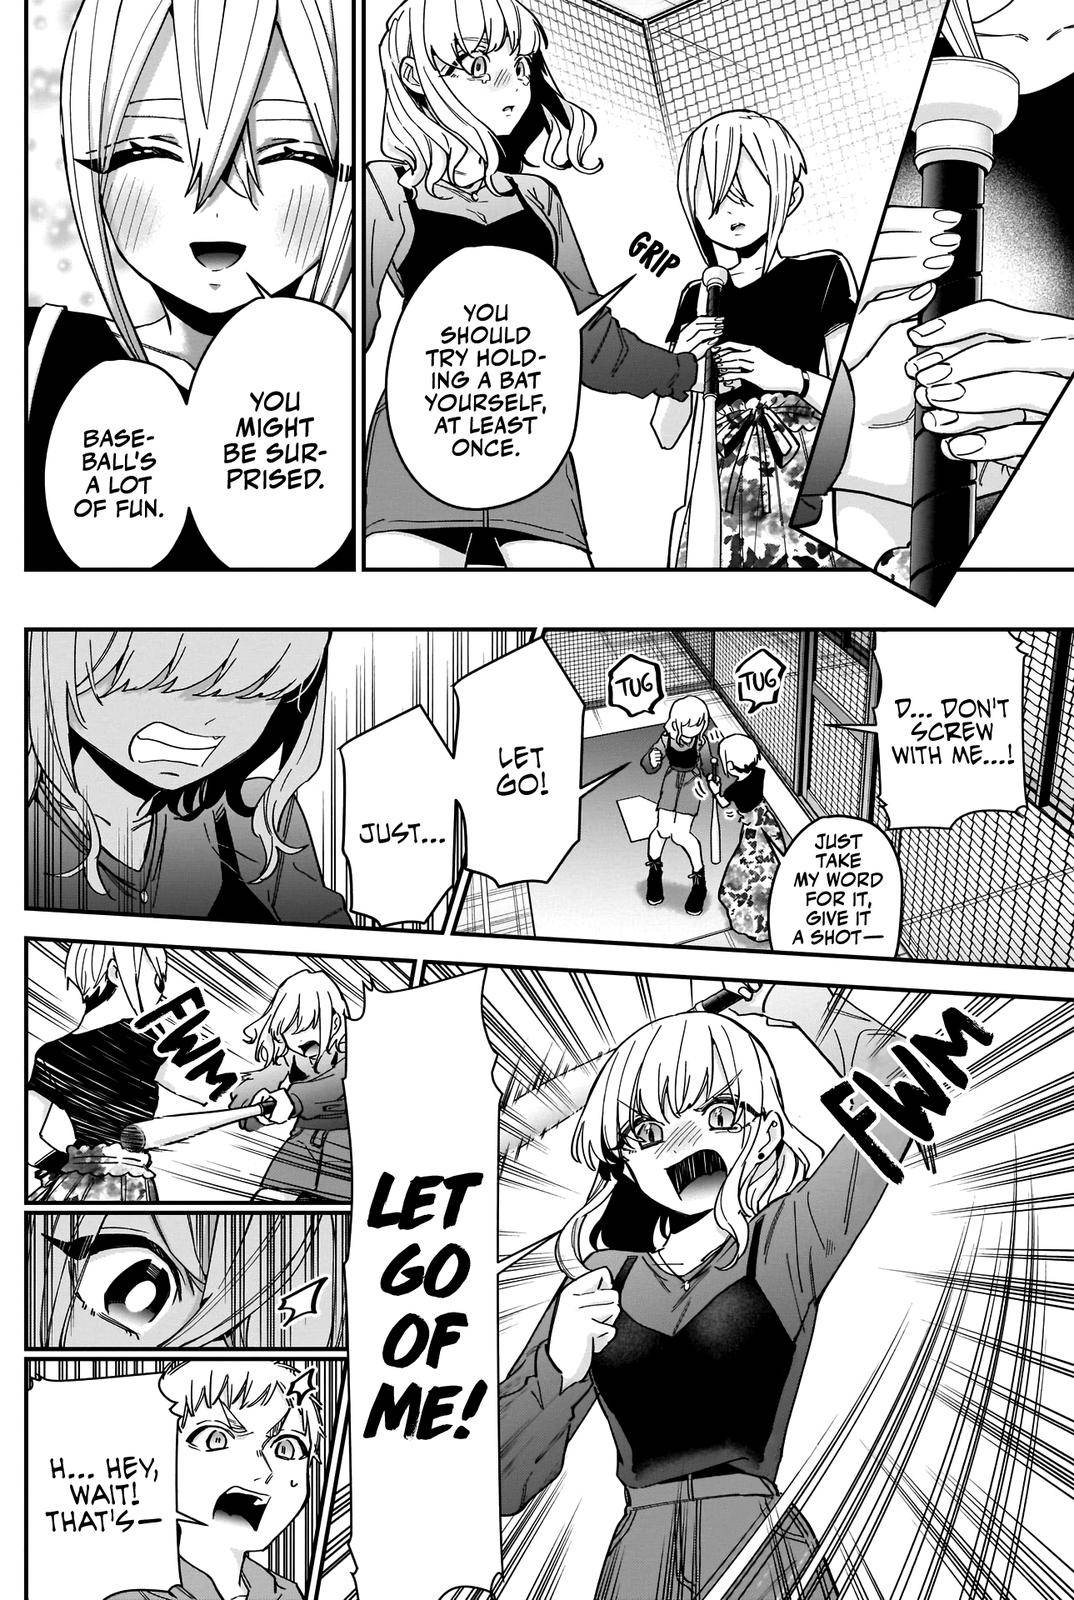 GRIP
YOU
SHOULD
TRY HOLD-
ING A BAT
YOURSELF,
AT LEAST
ONCE.
YOU
MIGHT
BE SUR-
PRISED.
BASE-
BALL'S
A LOT
OF FUN.
D... DON'T
SCREW
WITH ME...!
TUG
TUG
JUST
TAKE
MY WORD
FOR IT,
GIVE IT
A SHOT—
LET
GO!
JUST...
FWM
LET
GO
OF
ME!
FWM
H... HEY,
WAIT!
THAT'S—